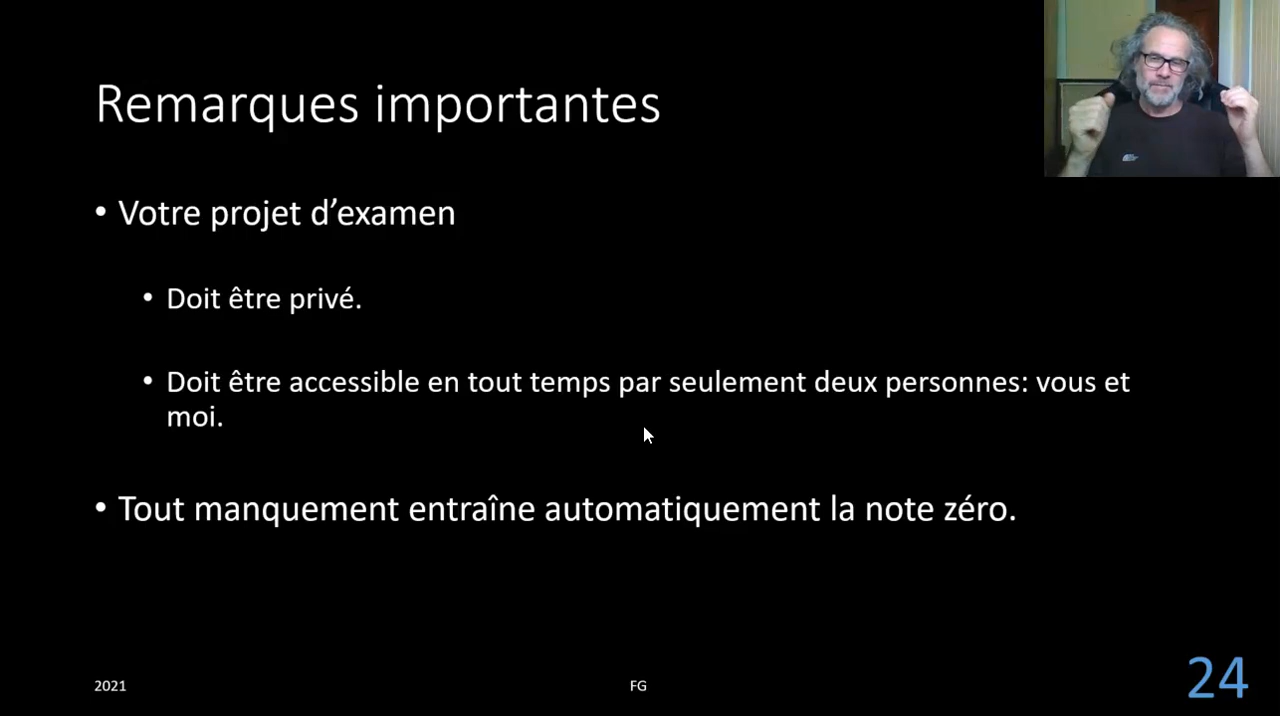 Remarques importantes
• Votre projet d’examen
• Doit être privé.
• Doit être accessible en tout temps par seulement deux personnes: vous et
moi.
• Tout manquement entraîne automatiquement la note zéro.
2021
FG
24